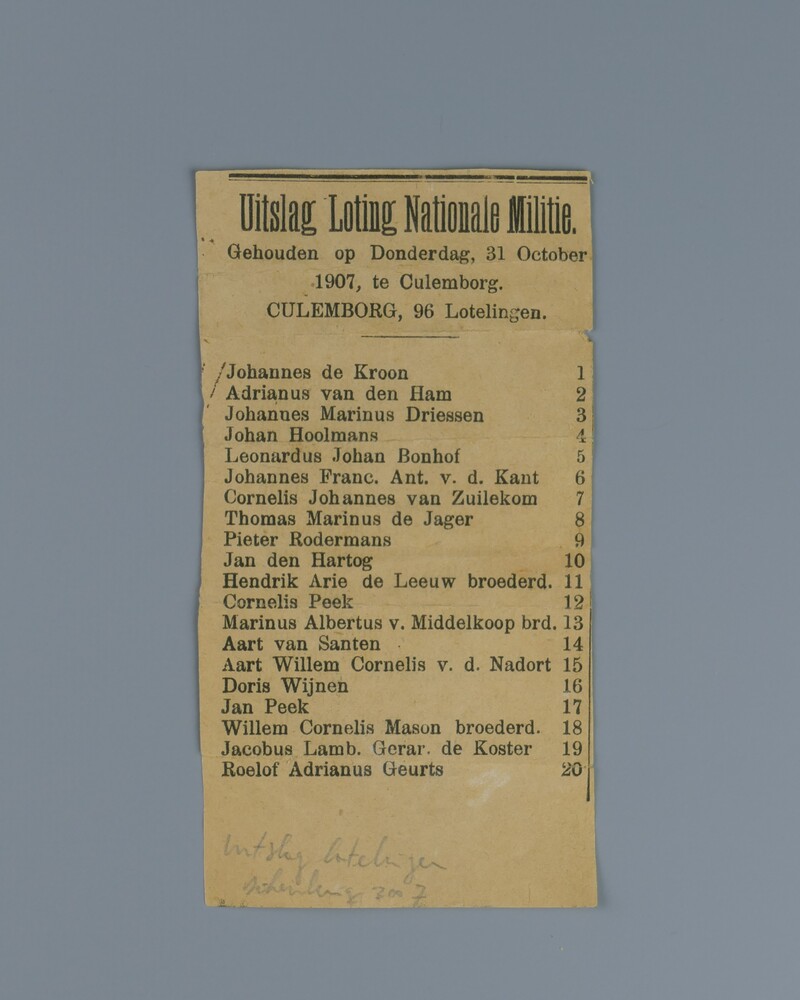 Uitslag Loting Nationale Militie.
Gehouden op Donderdag, 31 October
1907, te Culemborg.
CULEMBORG, 96 Lotelingen.
Johannes de Kroon 1
Adrianus van den Ham 2
Johannes Marinus Driessen 3
Johan Hoolmans 4
Leonardus Johan Bonhof 5
Johannes Franc. Ant. v. d. Kant 6
Cornelis Johannes van Zuilekom 7
Thomas Marinus de Jager 8
Pieter Rodermans 9
Jan den Hartog 10
Hendrik Arie de Leeuw broederd. 11
Cornelis Peek 12
Marinus Albertus v. Middelkoop brd. 13
Aart van Santen 14
Aart Willem Cornelis v. d. Nadort 15
Doris Wijnen 16
Jan Peek 17
Willem Cornelis Mason broederd. 18
Jacobus Lamb. Gerar. de Koster 19
Roelof Adrianus Geurts 20
uitslag lotelingen